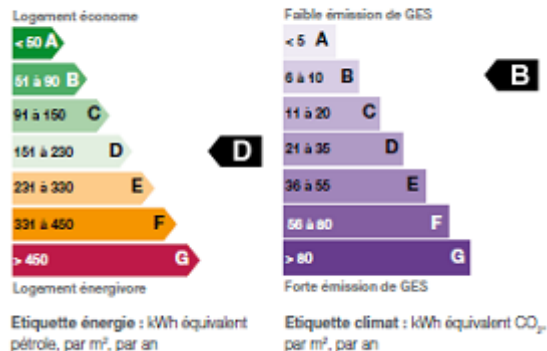 Logement économe
< 50 A
51 à 90 B
91 à 150 C
151 à 230 D
D
231 à 330 E
331 à 450 F
> 450 G
Logement énergivore
Etiquette énergie : kWh équivalent
pétrole, par m², par an
Faible émission de GES
< 5 A
6 à 10 B
B
11 à 20 C
21 à 35 D
36 à 55 E
56 à 80 F
> 80 G
Forte émission de GES
Etiquette climat : kWh équivalent CO₂,
par m², par an